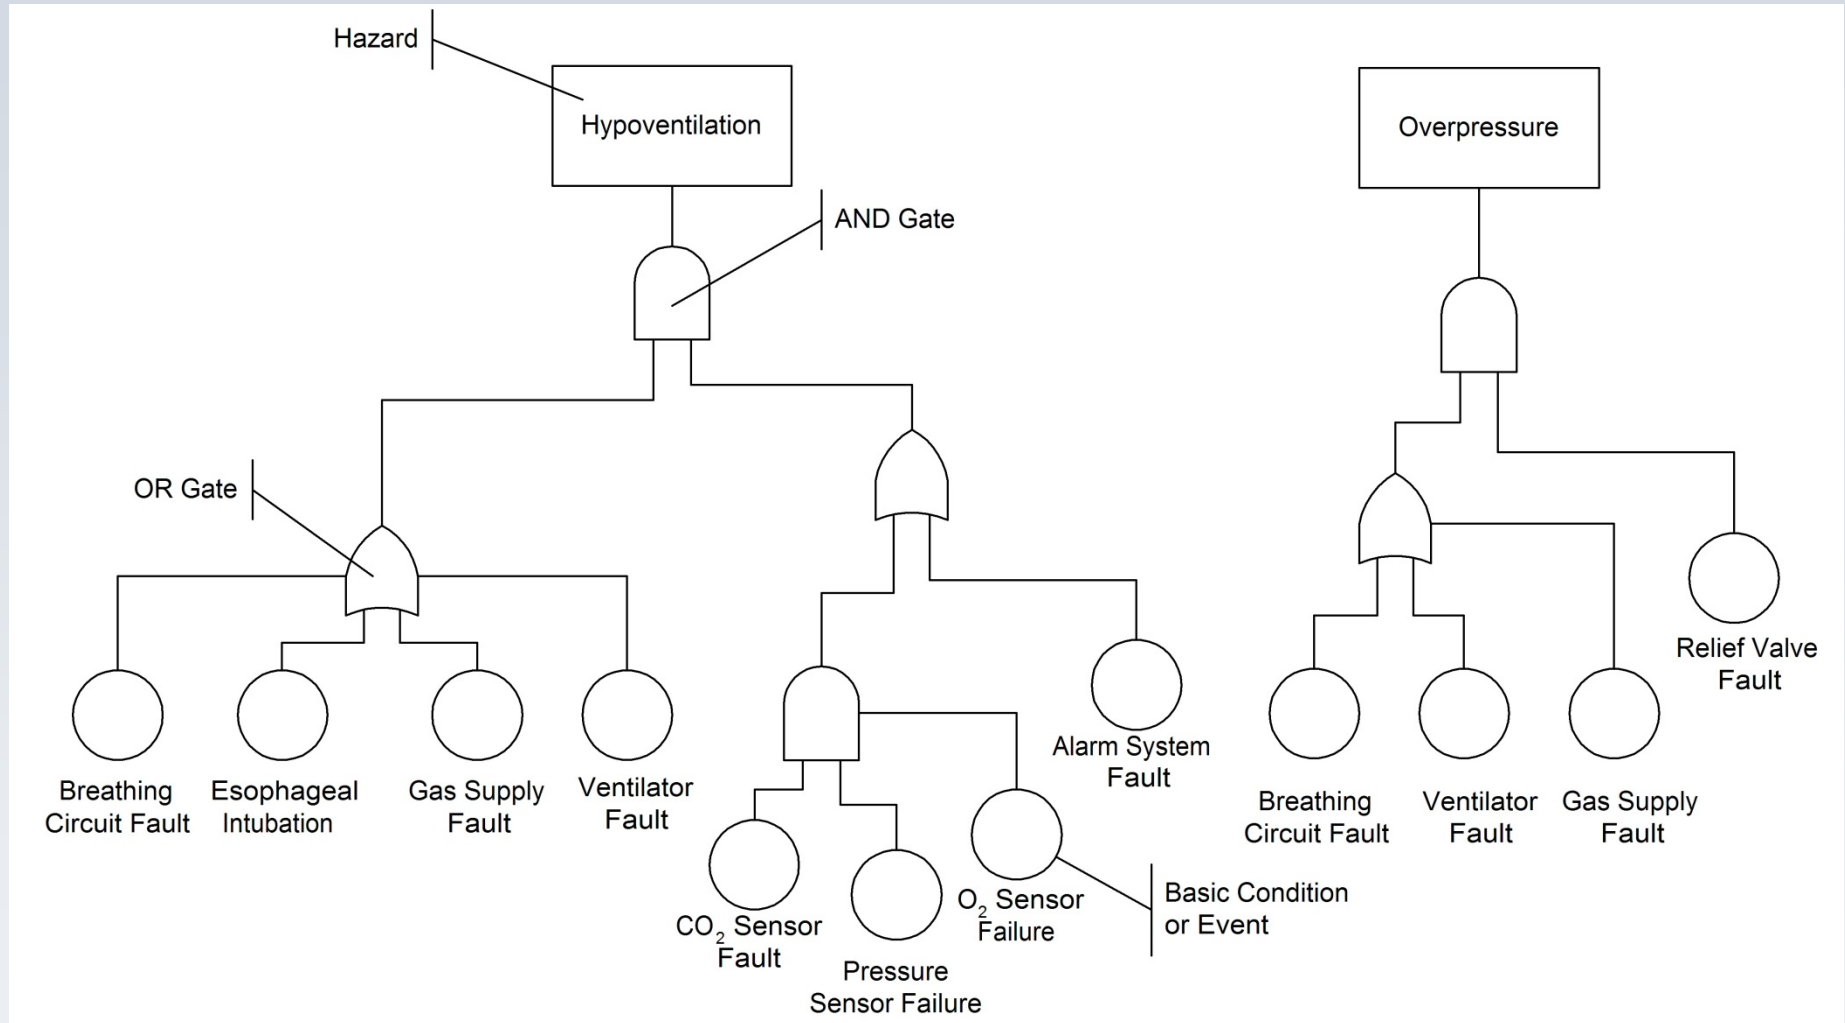 Hazard
Hypoventilation
Overpressure
AND Gate
OR Gate
Breathing
Circuit Fault
Esophageal
Intubation
Gas Supply
Fault
Ventilator
Fault
CO₂ Sensor
Fault
Pressure
Sensor Failure
O₂ Sensor
Failure
Alarm System
Fault
Basic Condition
or Event
Breathing
Circuit Fault
Ventilator
Fault
Gas Supply
Fault
Relief Valve
Fault